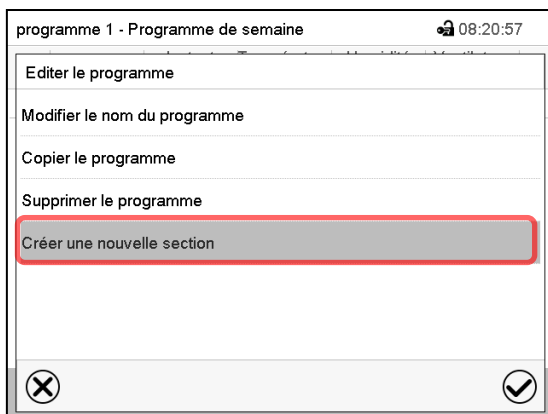 programme 1 - Programme de semaine 08:20:57
Editer le programme
Modifier le nom du programme
Copier le programme
Supprimer le programme
Créer une nouvelle section